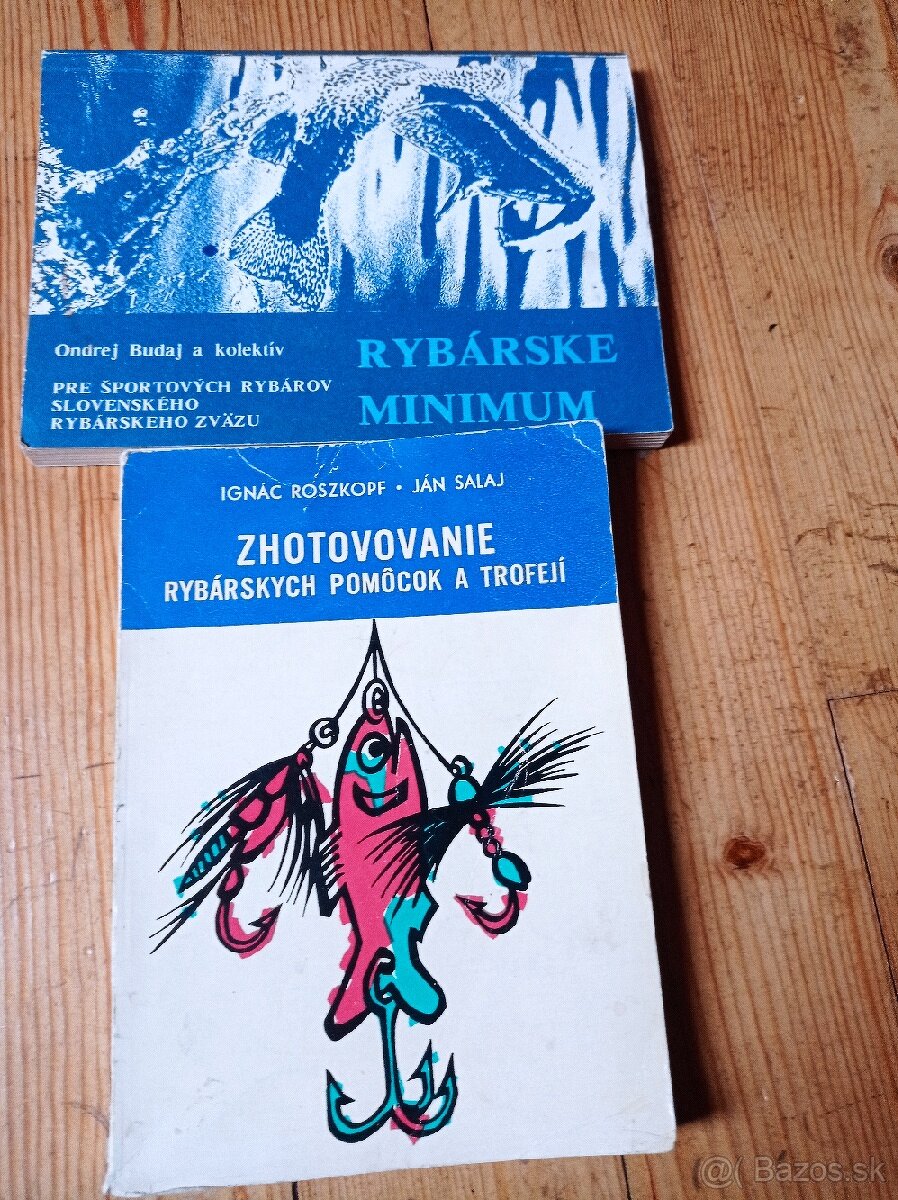 Ondrej Budaj a kolektív
PRE ŠPORTOVÝCH RYBÁROV
SLOVENSKÉHO
RYBÁRSKEHO ZVÄZU
RYBÁRSKE
MINIMUM
IGNÁC ROSZKOPF • JÁN SALAJ
ZHOTOVOVANIE
RYBÁRSKYCH POMÔCOK A TROFEJÍ
@ Bazos.sk